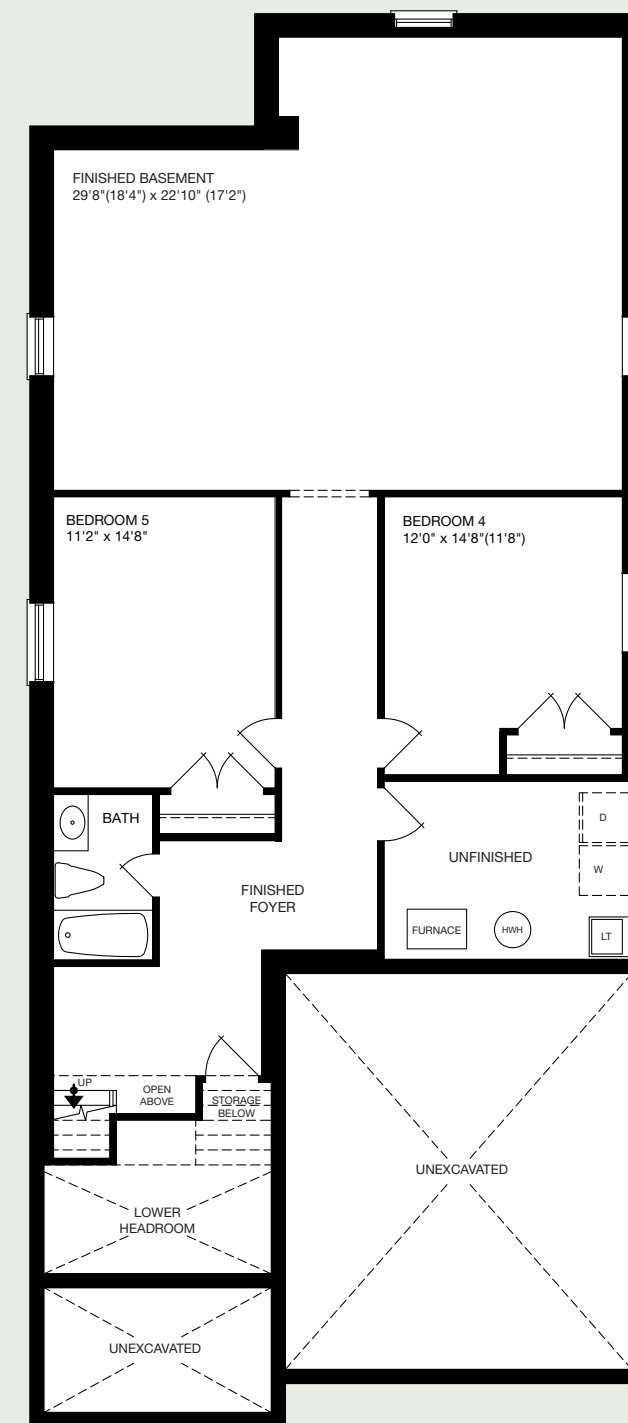 FINISHED BASEMENT
29'8"(18'4") x 22'10" (17'2")
BEDROOM 5
11'2" x 14'8"
BEDROOM 4
12'0" x 14'8"(11'8")
BATH
D
W
UNFINISHED
FINISHED
FOYER
FURNACE
HWH
LT
UP
OPEN
ABOVE
STORAGE
BELOW
UNEXCAVATED
LOWER
HEADROOM
UNEXCAVATED